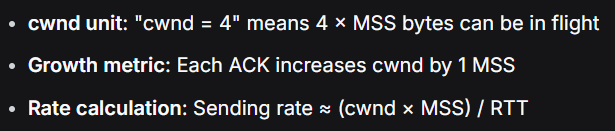 • cwnd unit: "cwnd = 4" means 4 × MSS bytes can be in flight
• Growth metric: Each ACK increases cwnd by 1 MSS
• Rate calculation: Sending rate ≈ (cwnd × MSS) / RTT